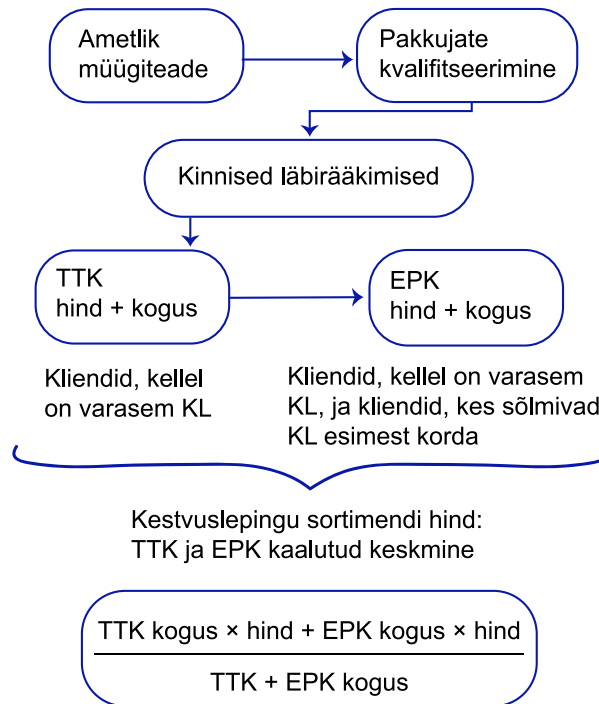 Ametlik
müügiteade
Pakkujate
kvalifitseerimine
Kinnised läbirääkimised
TTK
hind + kogus
EPK
hind + kogus
Kliendid, kellel
on varasem KL
Kliendid, kellel on varasem
KL, ja kliendid, kes sõlmivad
KL esimest korda
Kestvuslepingu sortimendi hind:
TTK ja EPK kaalutud keskmine
TTK kogus × hind + EPK kogus × hind
TTK + EPK kogus